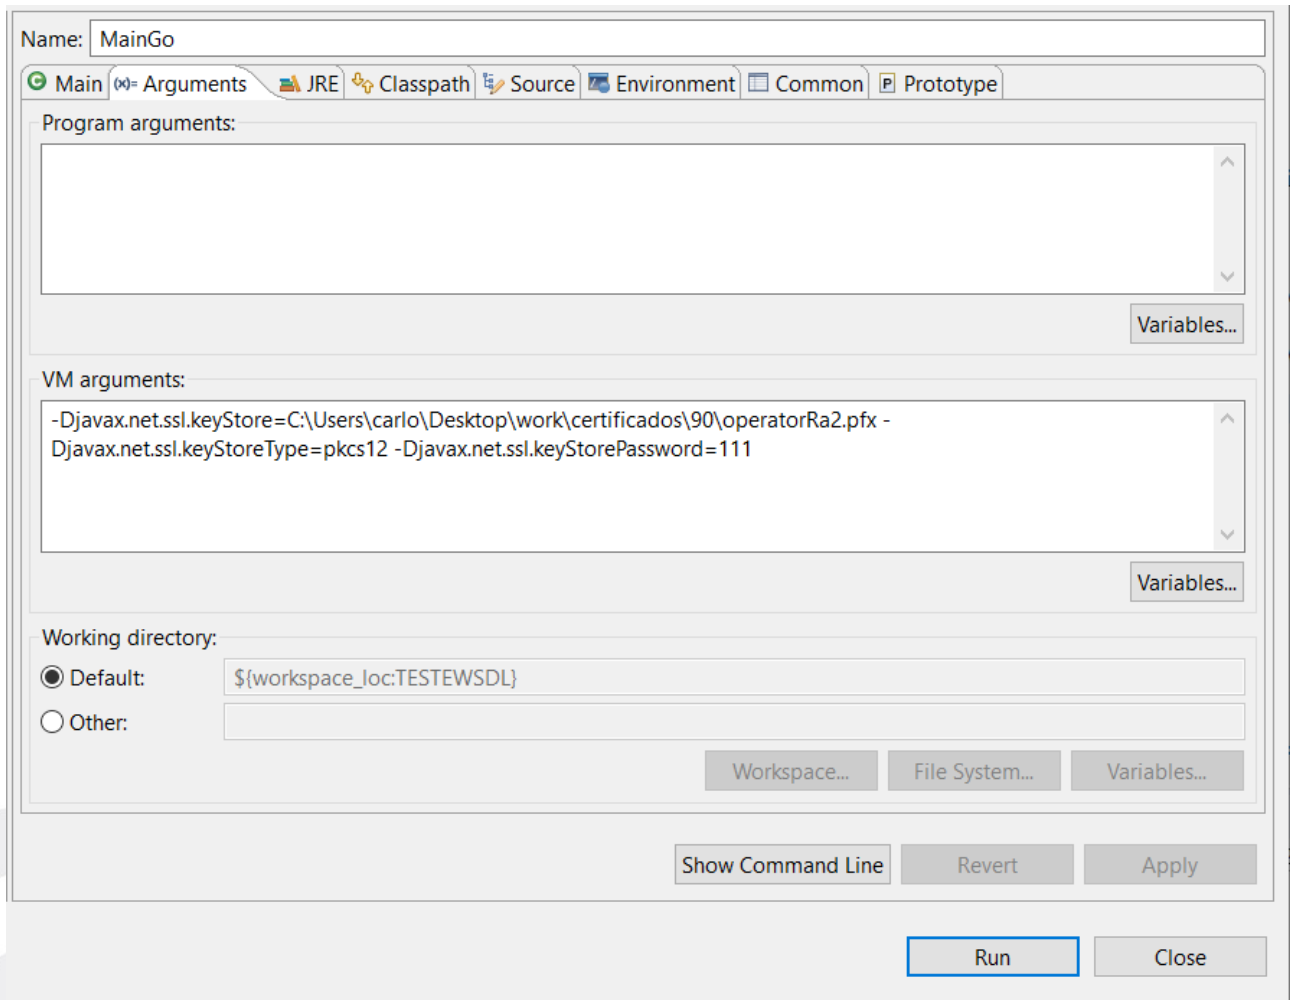 Name: MainGo
Main (x)= Arguments JRE Classpath Source Environment Common P Prototype
Program arguments:
Variables...
VM arguments:
-Djavax.net.ssl.keyStore=C:\Users\carlo\Desktop\work\certificados\90\operatorRa2.pfx -
Djavax.net.ssl.keyStoreType=pkcs12 -Djavax.net.ssl.keyStorePassword=111
Variables...
Working directory:
Default: ${workspace_loc:TESTEWSDL}
Other:
Workspace... File System... Variables...
Show Command Line Revert Apply
Run Close